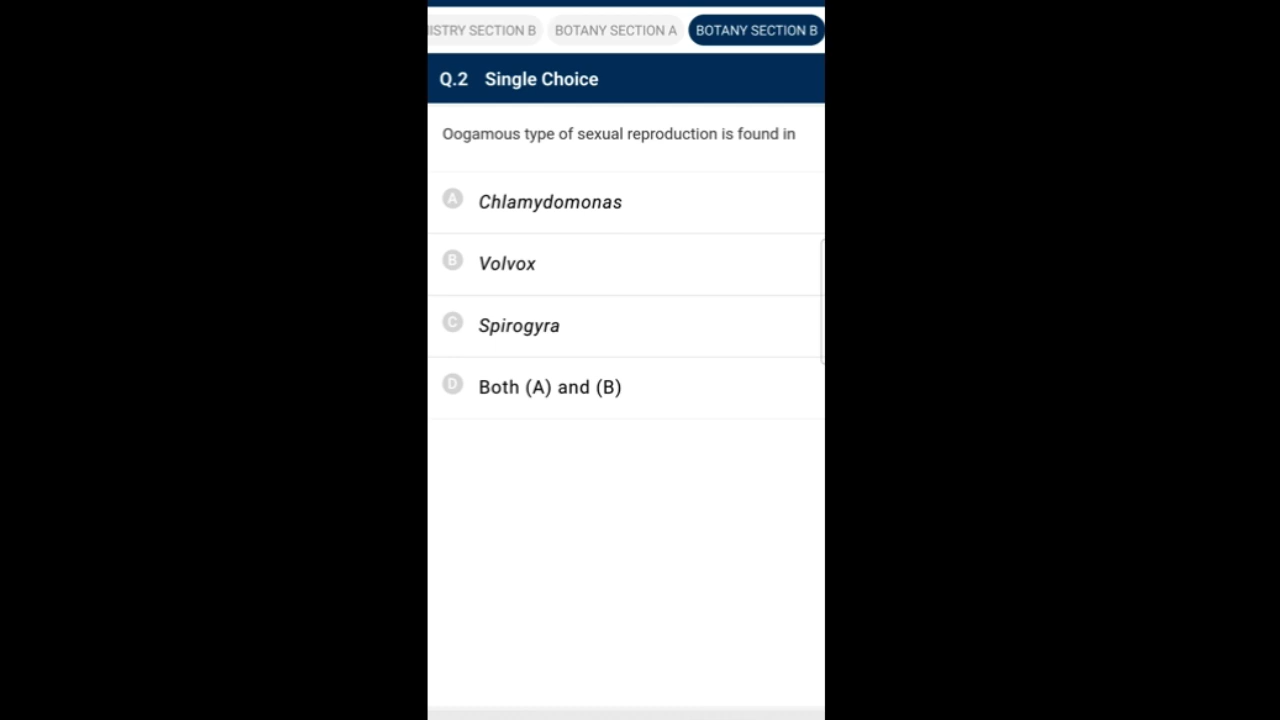 ISTRY SECTION B BOTANY SECTION A BOTANY SECTION B
Q.2 Single Choice
Oogamous type of sexual reproduction is found in
A Chlamydomonas
B Volvox
C Spirogyra
D Both (A) and (B)